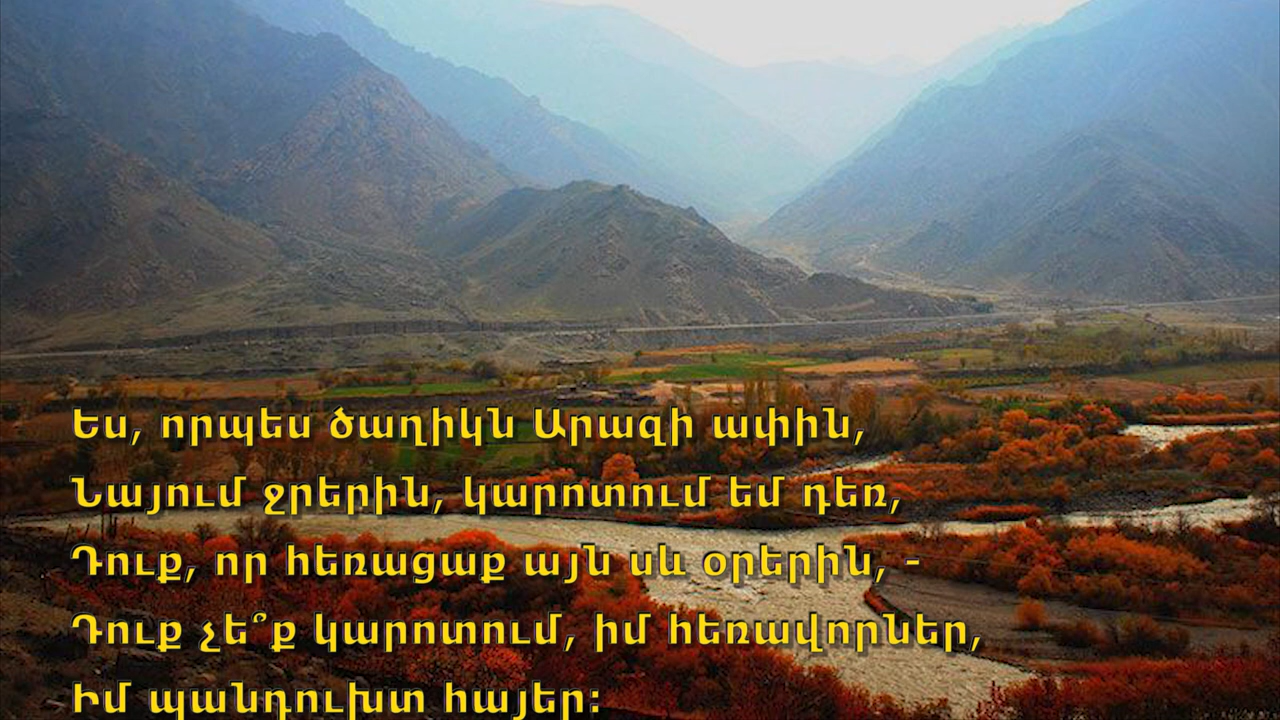 Ես, որպես ծաղիկն Արազի ափին,
Նայում ջրերին, կարոտում եմ դեռ,
Դուք, որ հեռացաք այն սև օրերին, -
Դուք չե՞ք կարոտում, իմ հեռավորներ,
Իմ պանդուխտ հայեր: